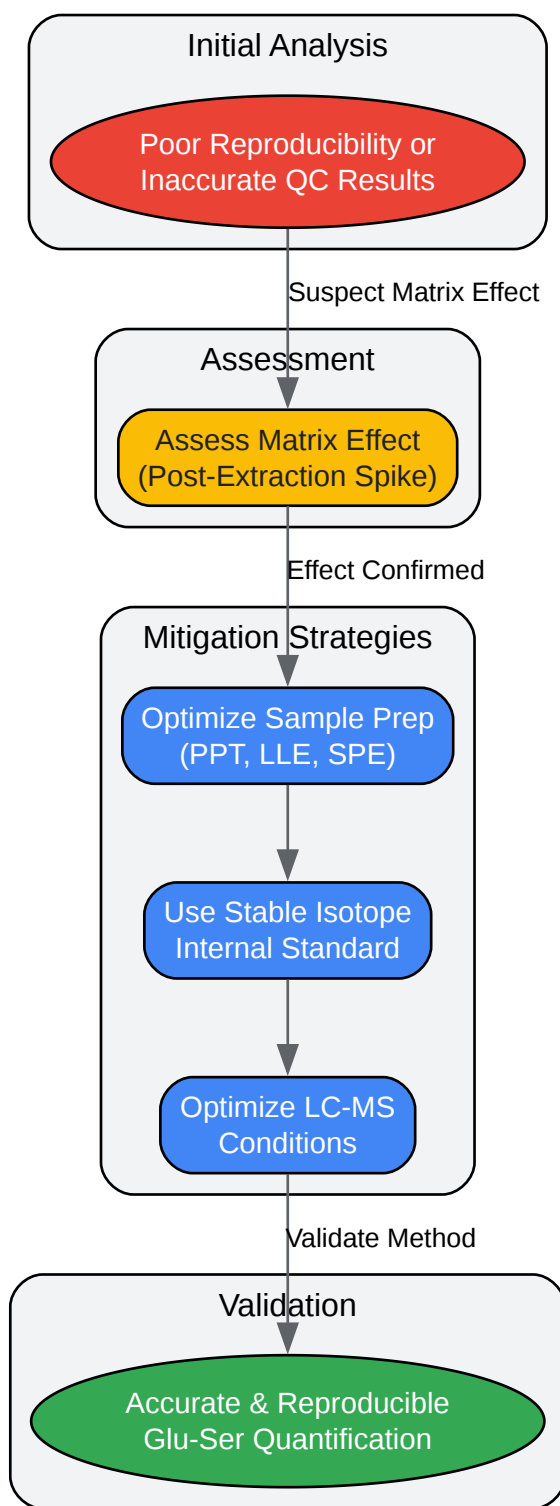 Initial Analysis
Poor Reproducibility or
Inaccurate QC Results
Suspect Matrix Effect
Assessment
Assess Matrix Effect
(Post-Extraction Spike)
Effect Confirmed
Mitigation Strategies
Optimize Sample Prep
(PPT, LLE, SPE)
Use Stable Isotope
Internal Standard
Optimize LC-MS
Conditions
Validate Method
Validation
Accurate & Reproducible
Glu-Ser Quantification